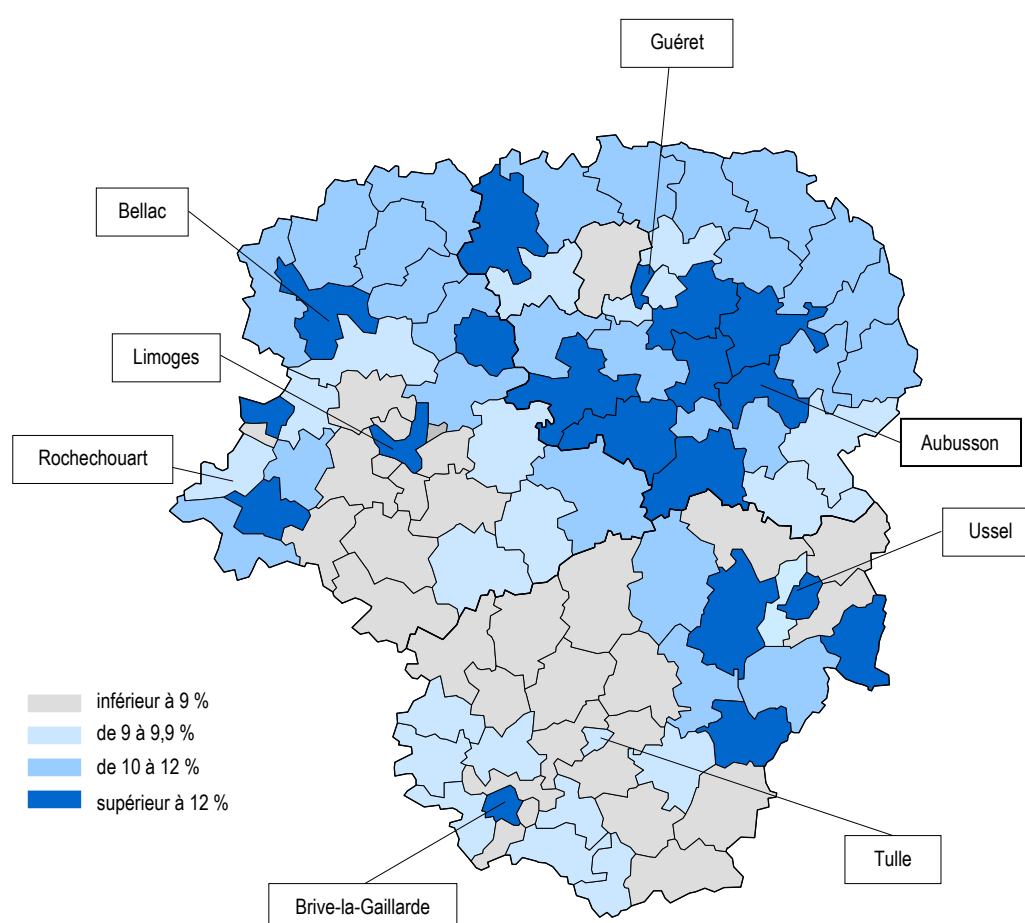 Guéret
Bellac
Limoges
Rochechouart
Aubusson
Ussel
inférieur à 9 %
de 9 à 9,9 %
de 10 à 12 %
supérieur à 12 %
Tulle
Brive-la-Gaillarde